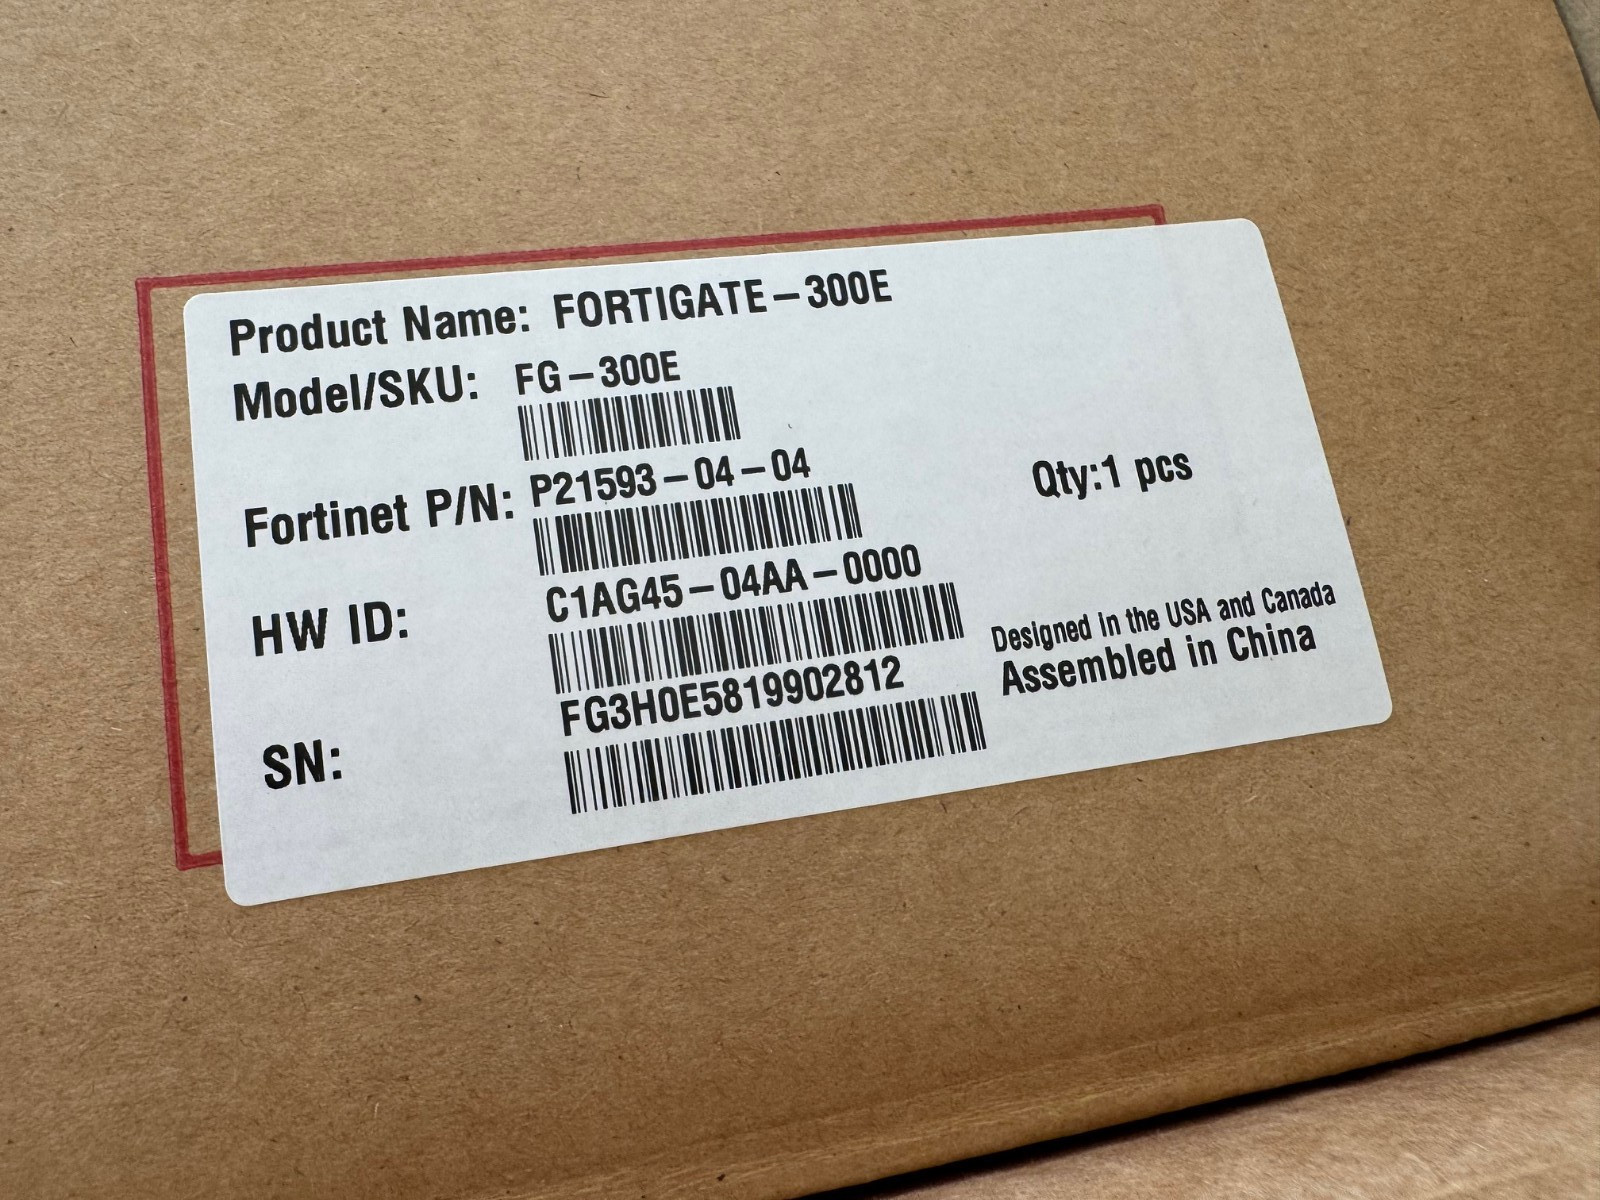 Product Name: FORTIGATE-300E
Model/SKU: FG-300E
Fortinet P/N: P21593-04-04
Qty:1 pcs
HW ID: C1AG45-04AA-0000
Designed in the USA and Canada
Assembled in China
SN: FG3H0E5819902812